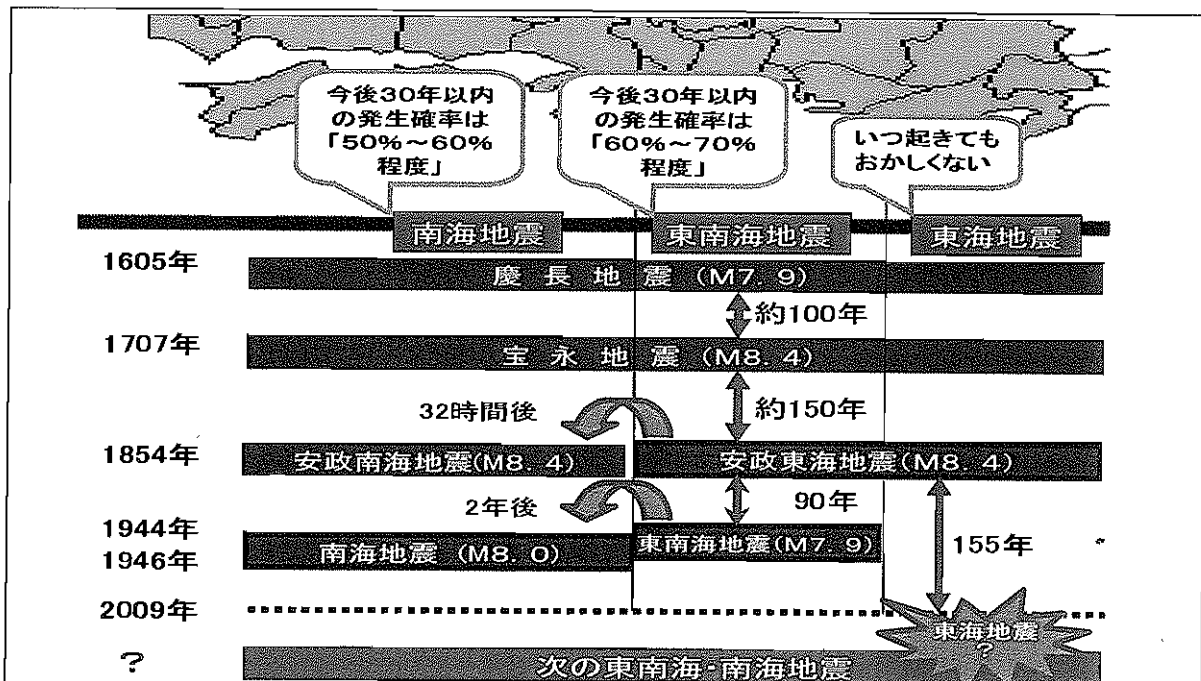 今後30年以内
の発生確率は
「50%~60%
程度」
今後30年以内
の発生確率は
「60%~70%
程度」
いつ起きても
おかしくない
南海地震
東南海地震
東海地震
1605年
慶長地震(M7.9)
約100年
1707年
宝永地震(M8.4)
32時間後
約150年
1854年
安政南海地震(M8.4)
安政東海地震(M8.4)
2年後
90年
1944年
東南海地震(M7.9)
1946年
南海地震(M8.0)
155年
2009年
東海地震
?
?
次の東南海・南海地震